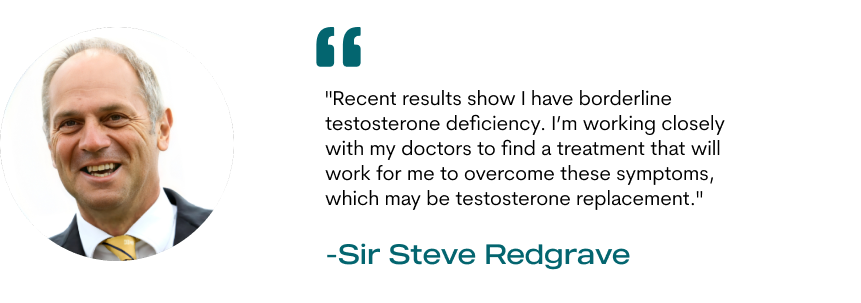 "Recent results show I have borderline
testosterone deficiency. I’m working closely
with my doctors to find a treatment that will
work for me to overcome these symptoms,
which may be testosterone replacement."
-Sir Steve Redgrave